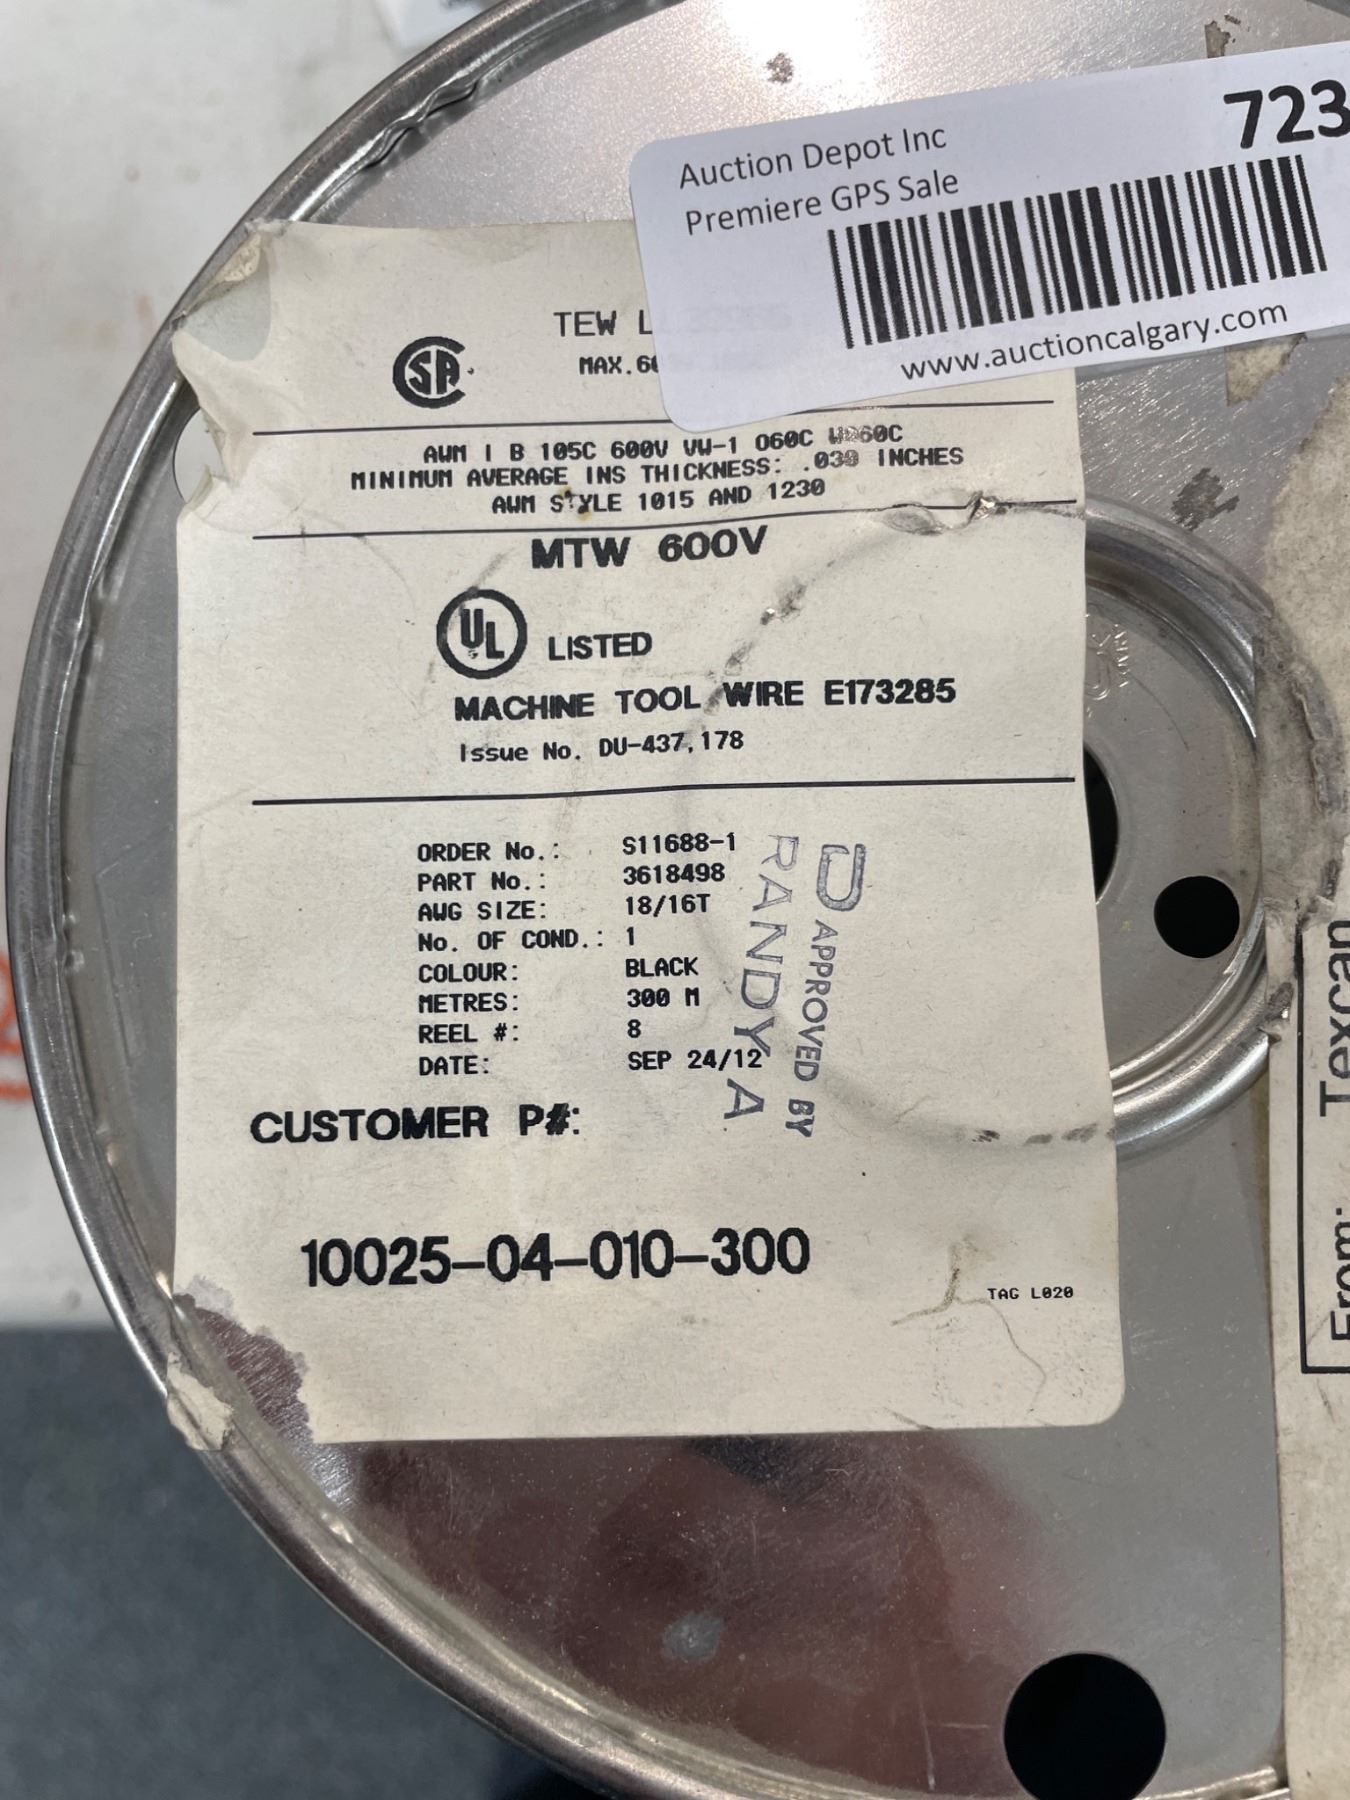 Auction Depot Inc
723
Premiere GPS Sale
www.auctioncalgary.com
TEW
MAX.
AWM I B 105C 600V VW-1 O60C
MINIMUM AVERAGE INS THICKNESS: INCHES
AWM STYLE 1015 AND 1230
MTW 600V
UL LISTED
MACHINE TOOL WIRE E173285
Issue No. DU-437,178
ORDER No.: S11688-1
PART No.: 3618498
AWG SIZE: 18/16T
No. OF COND.: 1
COLOUR: BLACK
METRES: 300 M
REEL #: 8
DATE: SEP 24/12
APPROVED BY
RANDY A
CUSTOMER P#:
10025-04-010-300
TAG L020
From: Texcan